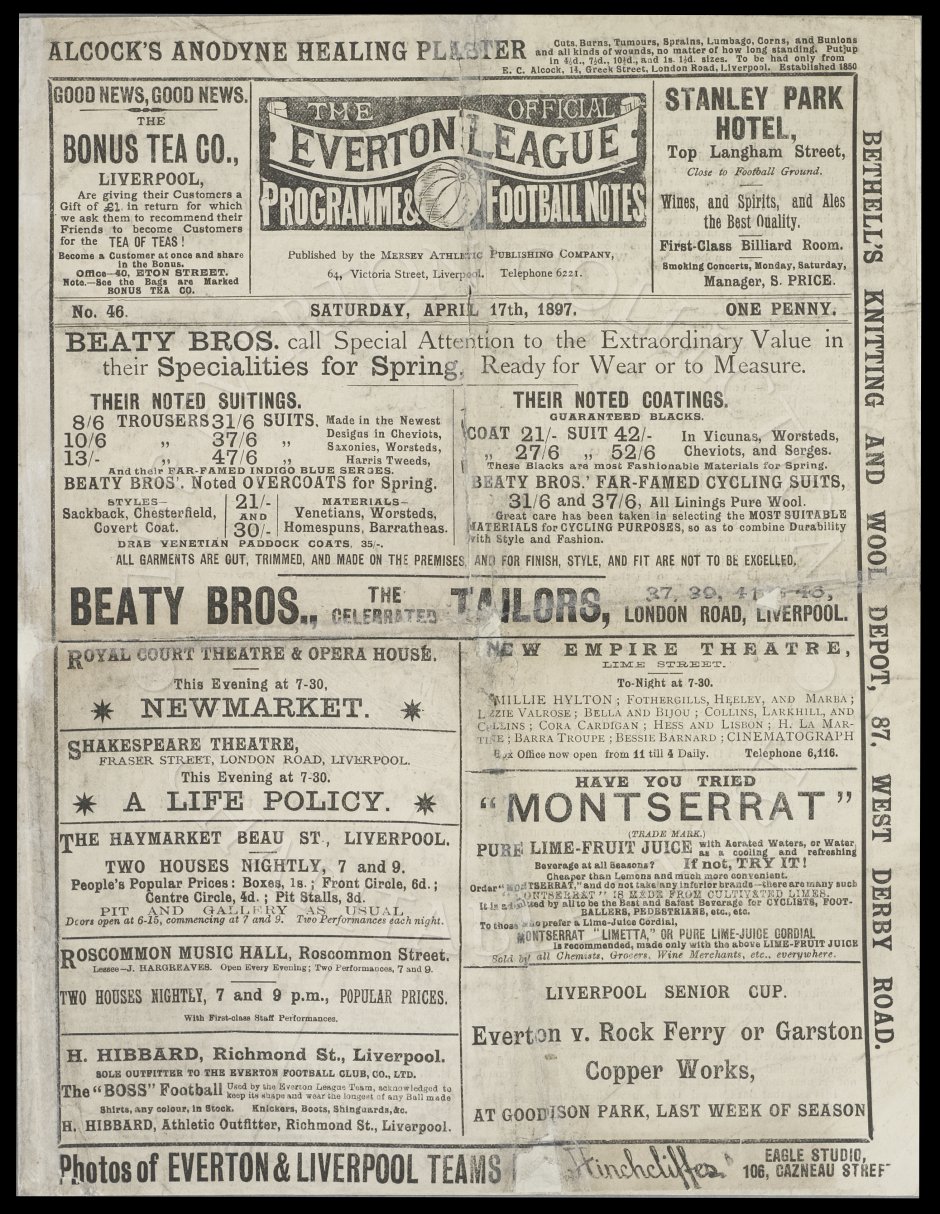 ALCOCK'S ANODYNE HEALING PLASTER
Cuts, Burns, Tumours, Sprains, Lumbago, Corns, and Bunions
and all kinds of wounds, no matter of how long standing. Put up
in 4½d., 7½d., 10½d., and 1s. 1½d. sizes. To be had only from
E. C. Alcock, 14, Greek Street, London Road, Liverpool. Established 1850
GOOD NEWS, GOOD NEWS.
THE
BONUS TEA CO.,
LIVERPOOL,
Are giving their Customers a
Gift of £1. in return for which
we ask them to recommend their
Friends to become Customers
for the TEA OF TEAS!
Become a Customer at once and share
in the Bonus.
Office—40, ETON STREET.
Note.—See the Bags are Marked
BONUS TEA CO.
THE OFFICIAL
EVERTON LEAGUE
PROGRAMME & FOOTBALL NOTES
Published by the MERSEY ATHLETIC PUBLISHING COMPANY,
64, Victoria Street, Liverpool. Telephone 6221.
STANLEY PARK
HOTEL,
Top Langham Street,
Close to Football Ground.
Wines, and Spirits, and Ales
the Best Quality.
First-Class Billiard Room.
Smoking Concerts, Monday, Saturday,
Manager, S. PRICE.
No. 46. SATURDAY, APRIL 17th, 1897. ONE PENNY.
BEATY BROS. call Special Attention to the Extraordinary Value in
their Specialities for Spring, Ready for Wear or to Measure.
THEIR NOTED SUITINGS.
8/6 TROUSERS 31/6 SUITS,
10/6 „ 37/6 „
13/- „ 47/6 „
Made in the Newest
Designs in Cheviots,
Saxonies, Worsteds,
Harris Tweeds,
And their FAR-FAMED INDIGO BLUE SERGES.
BEATY BROS'. Noted OVERCOATS for Spring.
STYLES—
Sackback, Chesterfield,
Covert Coat.
21/-
AND
30/-
MATERIALS—
Venetians, Worsteds,
Homespuns, Barratheas.
DRAB VENETIAN PADDOCK COATS, 35/-.
THEIR NOTED COATINGS.
GUARANTEED BLACKS.
COAT 21/- SUIT 42/- In Vicunas, Worsteds,
„ 27/6 „ 52/6 Cheviots, and Serges.
These Blacks are most Fashionable Materials for Spring.
BEATY BROS.' FAR-FAMED CYCLING SUITS,
31/6 and 37/6, All Linings Pure Wool.
Great care has been taken in selecting the MOST SUITABLE
MATERIALS for CYCLING PURPOSES, so as to combine Durability
with Style and Fashion.
ALL GARMENTS ARE CUT, TRIMMED, AND MADE ON THE PREMISES, AND FOR FINISH, STYLE, AND FIT ARE NOT TO BE EXCELLED.
BEATY BROS., THE CELEBRATED TAILORS, 37, 39, 41
LONDON ROAD, LIVERPOOL.
ROYAL COURT THEATRE & OPERA HOUSE.
This Evening at 7-30,
NEWMARKET.
SHAKESPEARE THEATRE,
FRASER STREET, LONDON ROAD, LIVERPOOL.
This Evening at 7-30.
A LIFE POLICY.
THE HAYMARKET BEAU ST., LIVERPOOL.
TWO HOUSES NIGHTLY, 7 and 9.
People's Popular Prices: Boxes, 1s.; Front Circle, 6d.;
Centre Circle, 4d.; Pit Stalls, 3d.
PIT AND GALLERY AS USUAL
Doors open at 6-15, commencing at 7 and 9. Two Performances each night.
ROSCOMMON MUSIC HALL, Roscommon Street.
Lessee—J. HARGREAVES. Open Every Evening; Two Performances, 7 and 9.
TWO HOUSES NIGHTLY, 7 and 9 p.m., POPULAR PRICES.
With First-class Staff Performances.
H. HIBBARD, Richmond St., Liverpool.
SOLE OUTFITTER TO THE EVERTON FOOTBALL CLUB, CO., LTD.
The "BOSS" Football Used by the Everton League Team, acknowledged to
keep its shape and wear the longest of any Ball made
Shirts, any colour, in Stock. Knickers, Boots, Shinguards, &c.
H. HIBBARD, Athletic Outfitter, Richmond St., Liverpool.
NEW EMPIRE THEATRE,
LIME STREET.
To-Night at 7-30.
MILLIE HYLTON; FOTHERGILLS, HEELEY, AND MARBA;
LIZZIE VALROSE; BELLA AND BIJOU; COLLINS, LARKHILL, AND
COLLINS; CORA CARDIGAN; HESS AND LISBON; H. LA MAR-
TINE; BARRA TROUPE; BESSIE BARNARD; CINEMATOGRAPH
Box Office now open from 11 till 4 Daily. Telephone 6,116.
HAVE YOU TRIED
"MONTSERRAT"
(TRADE MARK.)
PURE LIME-FRUIT JUICE with Aerated Waters, or Water,
as a cooling and refreshing
Beverage at all Seasons? If not, TRY IT!
Cheaper than Lemons and much more convenient.
Order "MONTSERRAT," and do not take any inferior brands—there are many such
"MONTSERRAT" IS MADE FROM CULTIVATED LIMES.
It is adjudged by all to be the Best and Safest Beverage for CYCLISTS, FOOT-
BALLERS, PEDESTRIANS, etc., etc.
To those who prefer a Lime-Juice Cordial,
MONTSERRAT "LIMETTA," OR PURE LIME-JUICE CORDIAL
is recommended, made only with the above LIME-FRUIT JUICE
Sold by all Chemists, Grocers, Wine Merchants, etc., everywhere.
LIVERPOOL SENIOR CUP.
Everton v. Rock Ferry or Garston
Copper Works,
AT GOODISON PARK, LAST WEEK OF SEASON
BETHELL'S KNITTING AND WOOL DEPOT, 87. WEST DERBY ROAD.
Photos of EVERTON & LIVERPOOL TEAMS Hinchcliffes' EAGLE STUDIO,
106, CAZNEAU STREET